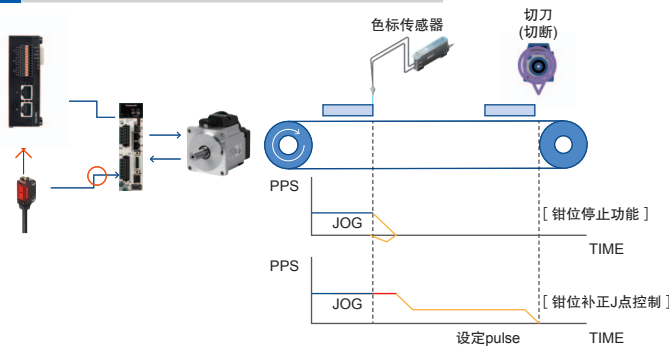 色标传感器
切刀
(切断)
PPS
JOG
[ 钳位停止功能 ]
TIME
PPS
JOG
[ 钳位补正J点控制 ]
设定pulse
TIME